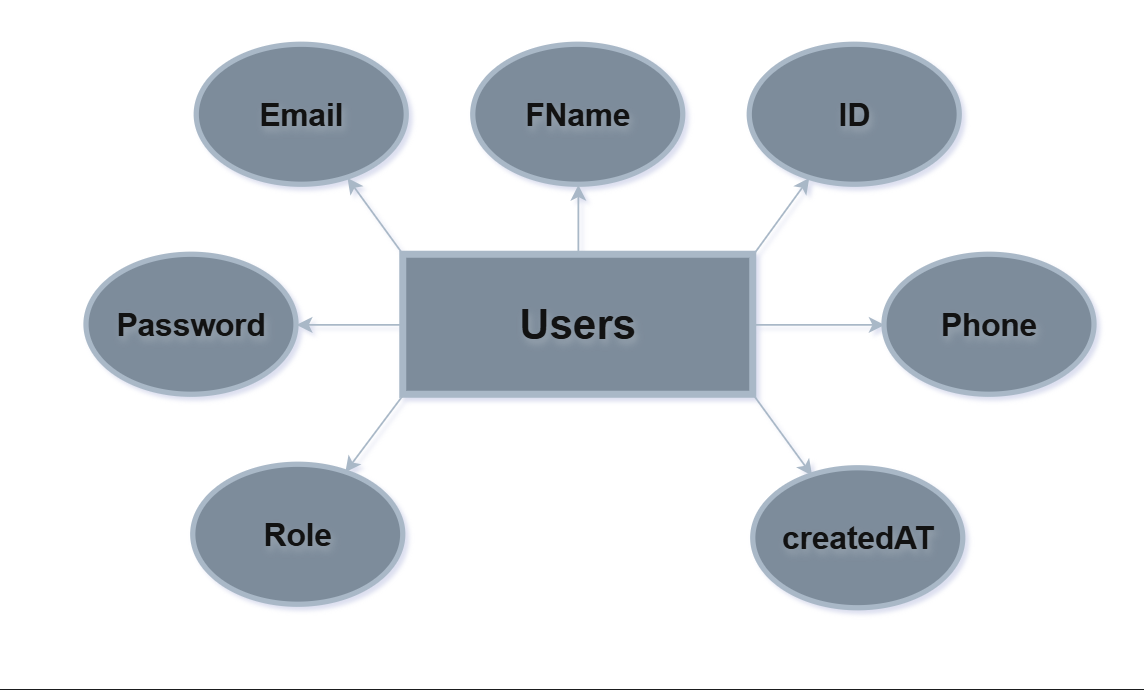 Email
FName
ID
Password
Users
Phone
Role
createdAT